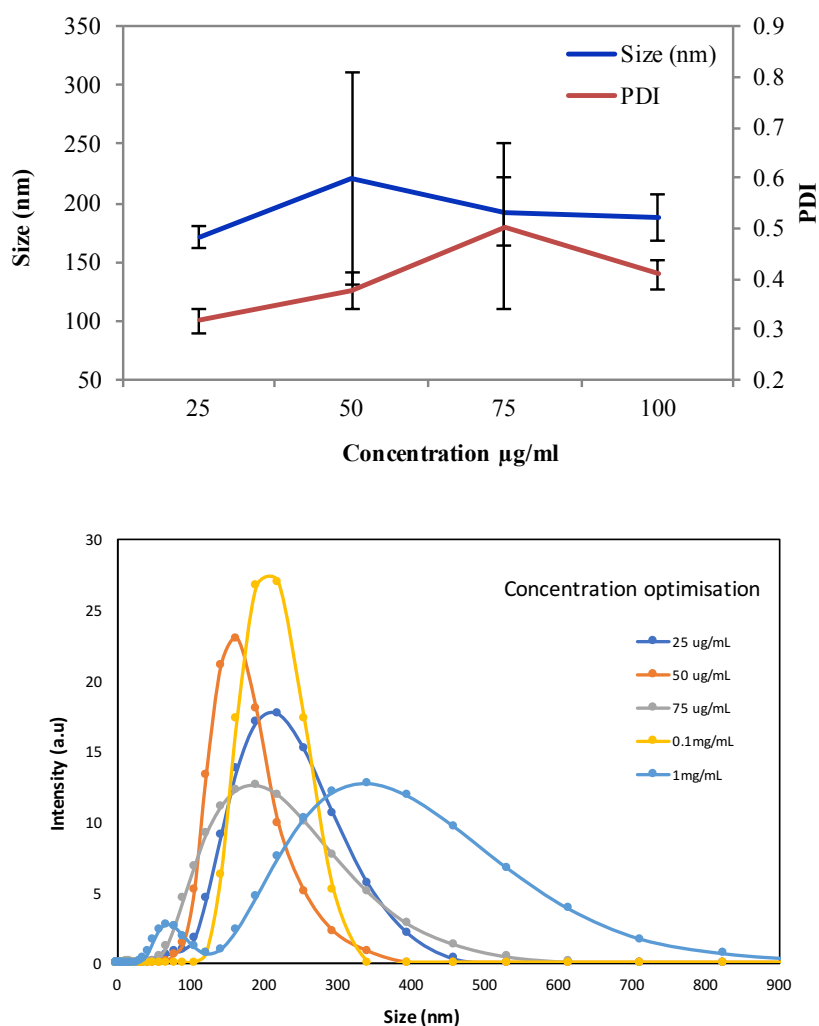 350
300
250
200
150
100
50
Size (nm)
0.9
0.8
0.7
0.6
0.5
0.4
0.3
0.2
PDI
Size (nm)
PDI
25 50 75 100
Concentration µg/ml
30
25
20
15
10
5
0
Intensity (a.u)
Concentration optimisation
25 ug/mL
50 ug/mL
75 ug/mL
0.1mg/mL
1mg/mL
0 100 200 300 400 500 600 700 800 900
Size (nm)